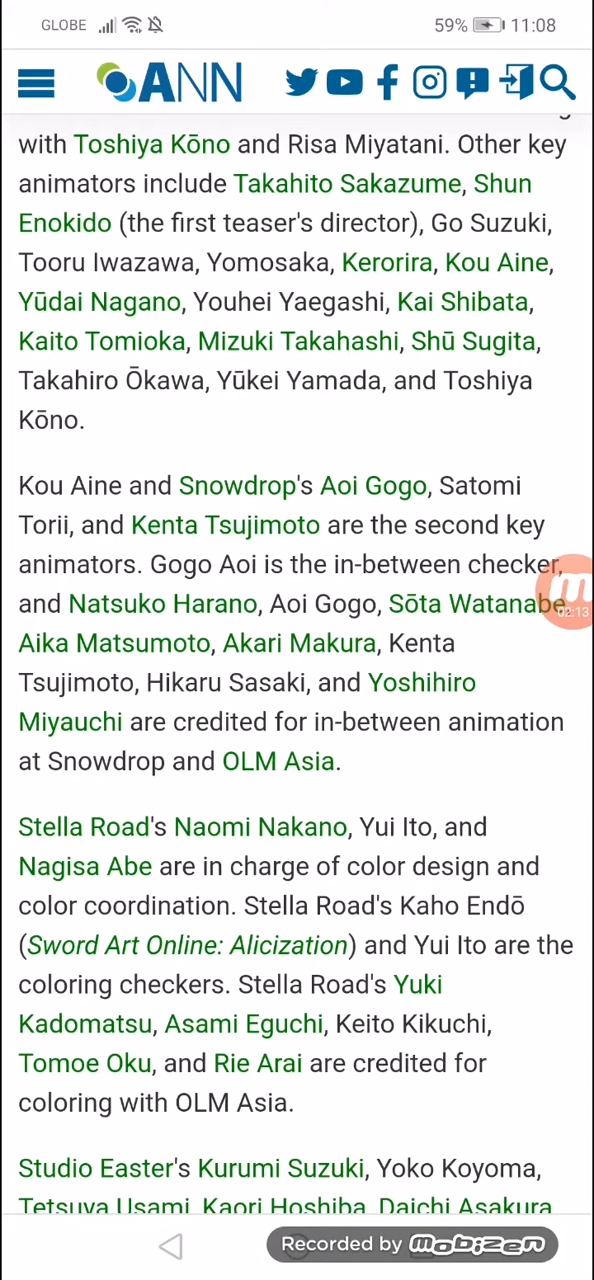 GLOBE 59% 11:08
ANN
with Toshiya Kōno and Risa Miyatani. Other key
animators include Takahito Sakazume, Shun
Enokido (the first teaser's director), Go Suzuki,
Tooru Iwazawa, Yomosaka, Kerorira, Kou Aine,
Yūdai Nagano, Youhei Yaegashi, Kai Shibata,
Kaito Tomioka, Mizuki Takahashi, Shū Sugita,
Takahiro Ōkawa, Yūkei Yamada, and Toshiya
Kōno.
Kou Aine and Snowdrop's Aoi Gogo, Satomi
Torii, and Kenta Tsujimoto are the second key
animators. Gogo Aoi is the in-between checker,
and Natsuko Harano, Aoi Gogo, Sōta Watanabe
02:13
Aika Matsumoto, Akari Makura, Kenta
Tsujimoto, Hikaru Sasaki, and Yoshihiro
Miyauchi are credited for in-between animation
at Snowdrop and OLM Asia.
Stella Road's Naomi Nakano, Yui Ito, and
Nagisa Abe are in charge of color design and
color coordination. Stella Road's Kaho Endō
(Sword Art Online: Alicization) and Yui Ito are the
coloring checkers. Stella Road's Yuki
Kadomatsu, Asami Eguchi, Keito Kikuchi,
Tomoe Oku, and Rie Arai are credited for
coloring with OLM Asia.
Studio Easter's Kurumi Suzuki, Yoko Koyoma,
Tetsuya Usami, Kaori Hoshiba, Daichi Asakura
Recorded by mobizen